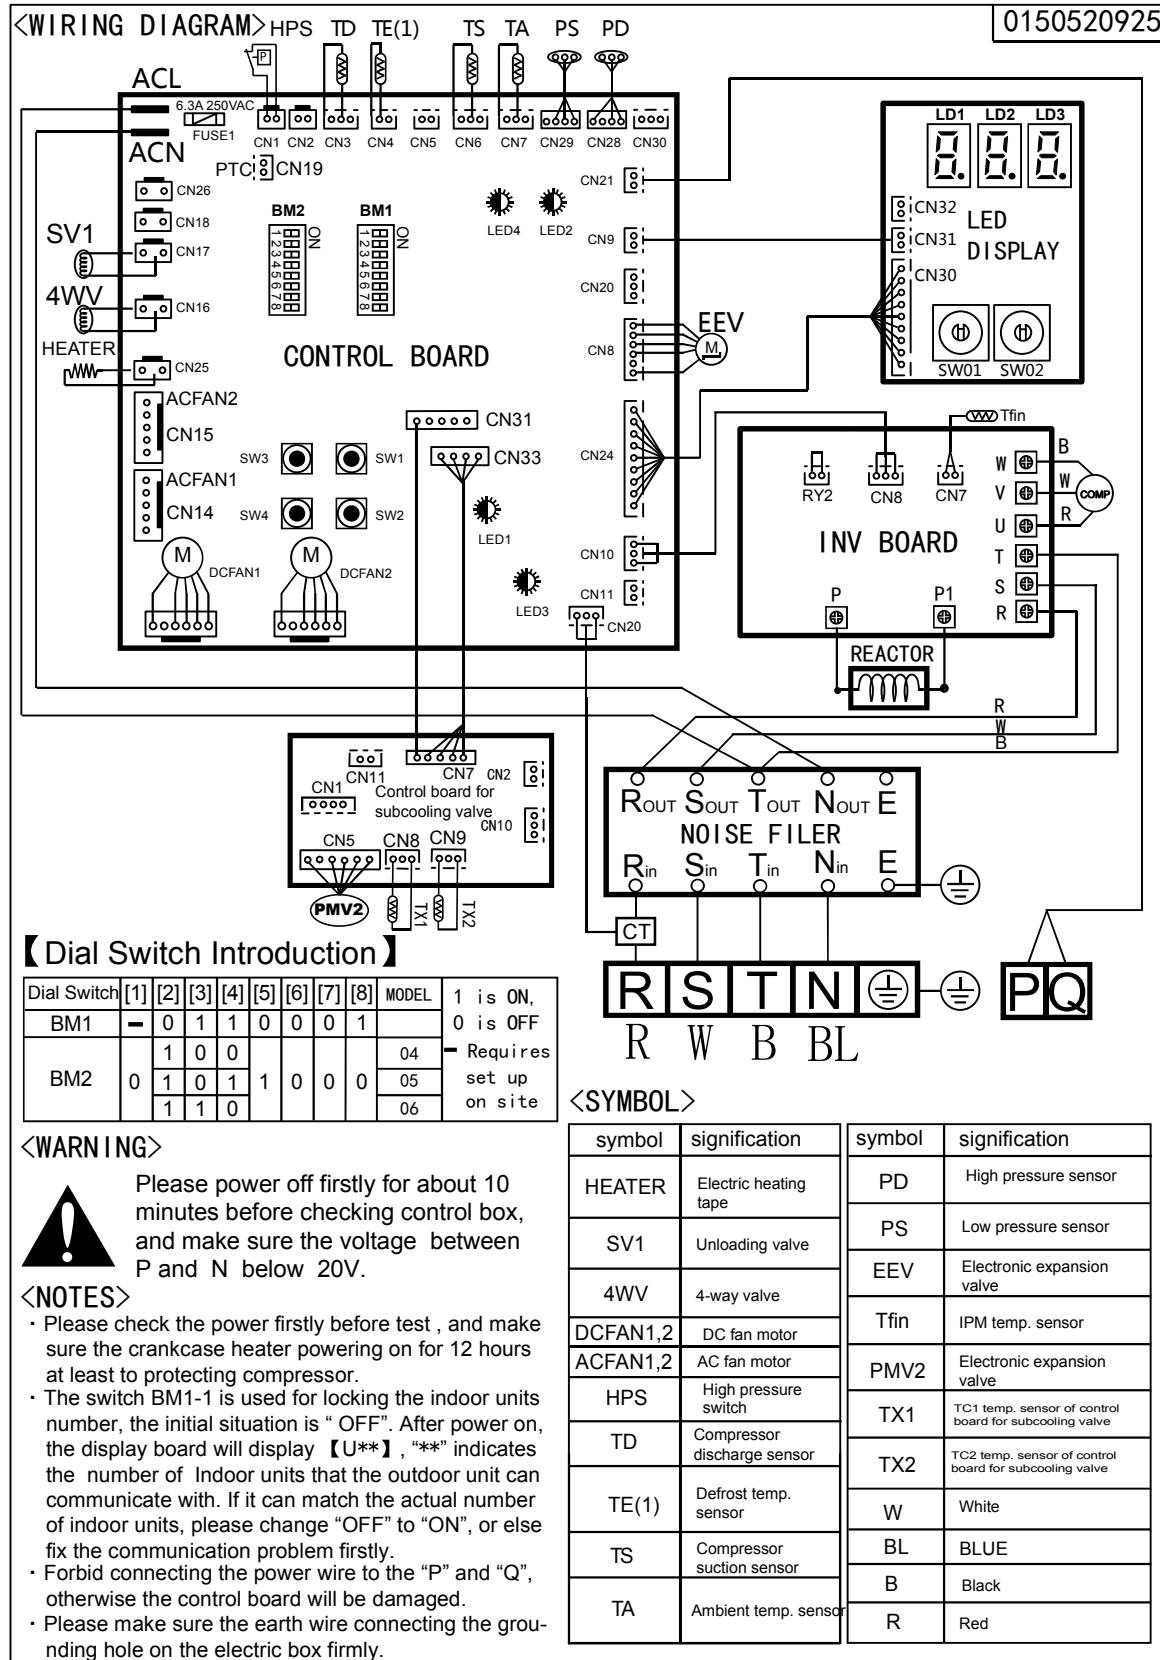 <WIRING DIAGRAM>
HPS TD TE(1) TS TA PS PD
0150520925
P
ACL
6.3A 250VAC
FUSE1
ACN
CN1 CN2 CN3 CN4 CN5 CN6 CN7 CN29 CN28 CN30
PTC CN19
CN26
CN18
SV1
CN17
4WV
CN16
HEATER
CN25
BM2
ON
1 2 3 4 5 6 7 8
BM1
ON
1 2 3 4 5 6 7 8
LED4 LED2
CN21
CN9
CN20
CN8
EEV
M
CONTROL BOARD
ACFAN2
CN15
ACFAN1
CN14
CN31
CN33
CN24
SW3 SW1
SW4 SW2
LED1
LED3
CN10
CN11
CN20
M
DCFAN1
M
DCFAN2
LD1 LD2 LD3
8. 8. 8.
CN32
CN31
CN30
LED
DISPLAY
SW01 SW02
Tfin
RY2 CN8 CN7
INV BOARD
W
V
U
T
S
R
B
W
R
COMP
P P1
REACTOR
R
W
B
CN11
CN7
CN2
CN1
Control board for
subcooling valve
CN10
CN5 CN8 CN9
PMV2
TX1
TX2
ROUT SOUT TOUT NOUT E
NOISE FILER
Rin Sin Tin Nin E
CT
R S T N
R W B BL
P Q
【Dial Switch Introduction】
Dial Switch [1] [2] [3] [4] [5] [6] [7] [8] MODEL
BM1 – 0 1 1 0 0 0 1
BM2 0 1 0 0 1 0 0 0 04
1 0 1 05
1 1 0 06
1 is ON,
0 is OFF
– Requires
set up
on site
<WARNING>
Please power off firstly for about 10
minutes before checking control box,
and make sure the voltage between
P and N below 20V.
<NOTES>
· Please check the power firstly before test , and make
sure the crankcase heater powering on for 12 hours
at least to protecting compressor.
· The switch BM1-1 is used for locking the indoor units
number, the initial situation is “ OFF”. After power on,
the display board will display 【U**】, “**” indicates
the number of Indoor units that the outdoor unit can
communicate with. If it can match the actual number
of indoor units, please change “OFF” to “ON”, or else
fix the communication problem firstly.
· Forbid connecting the power wire to the “P” and “Q”,
otherwise the control board will be damaged.
· Please make sure the earth wire connecting the grou-
nding hole on the electric box firmly.
<SYMBOL>
symbol signification
HEATER Electric heating
tape
SV1 Unloading valve
4WV 4-way valve
DCFAN1,2 DC fan motor
ACFAN1,2 AC fan motor
HPS High pressure
switch
TD Compressor
discharge sensor
TE(1) Defrost temp.
sensor
TS Compressor
suction sensor
TA Ambient temp. sensor
symbol signification
PD High pressure sensor
PS Low pressure sensor
EEV Electronic expansion
valve
Tfin IPM temp. sensor
PMV2 Electronic expansion
valve
TX1 TC1 temp. sensor of control
board for subcooling valve
TX2 TC2 temp. sensor of control
board for subcooling valve
W White
BL BLUE
B Black
R Red